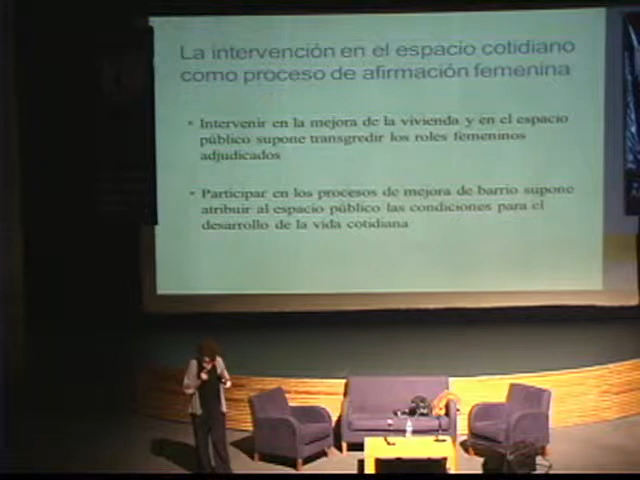 La intervención en el espacio cotidiano
como proceso de afirmación femenina
• Intervenir en la mejora de la vivienda y en el espacio
público supone transgredir los roles femeninos
adjudicados
• Participar en los procesos de mejora de barrio supone
atribuir al espacio público las condiciones para el
desarrollo de la vida cotidiana